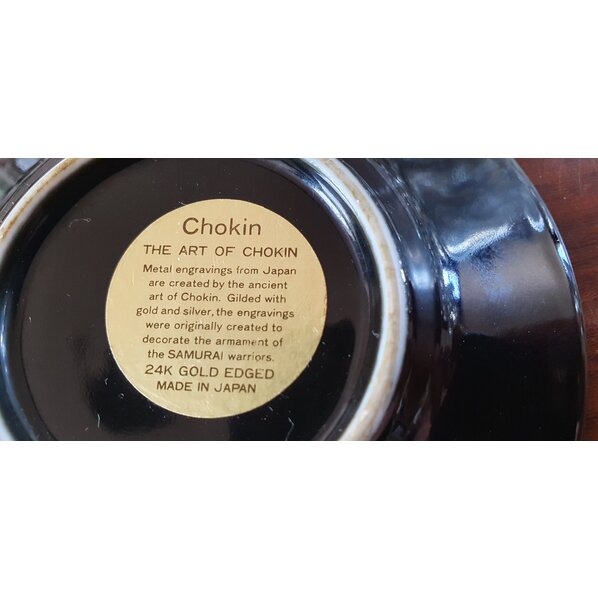 Chokin
THE ART OF CHOKIN
Metal engravings from Japan
are created by the ancient
art of Chokin. Gilded with
gold and silver, the engravings
were originally created to
decorate the armament of
the SAMURAI warriors.
24K GOLD EDGED
MADE IN JAPAN